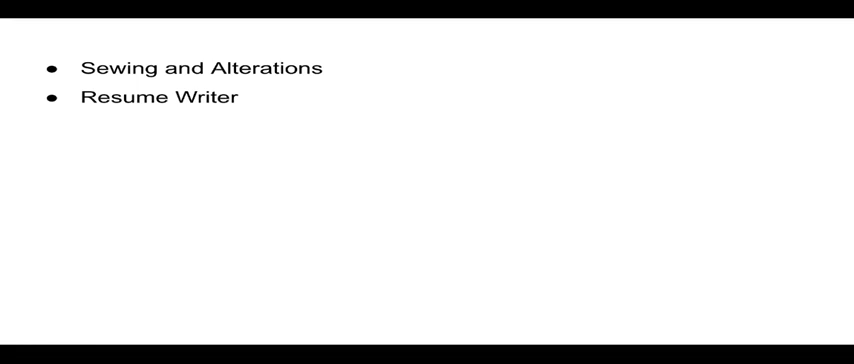 ● Sewing and Alterations
● Resume Writer